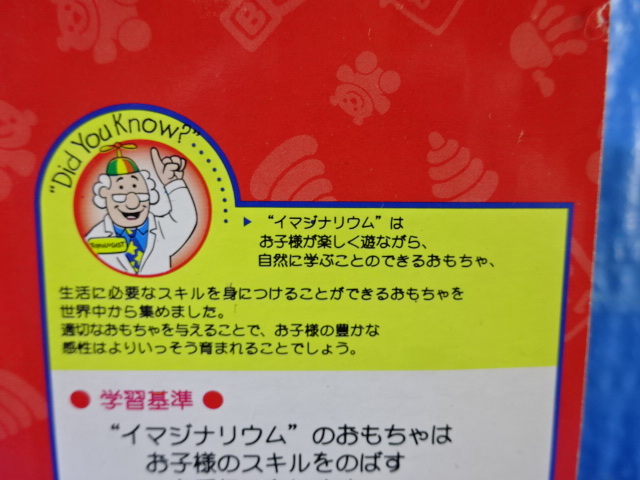 "Did You Know?"
"イマジナリウム" は
お子様が楽しく遊ながら、
自然に学ぶことのできるおもちゃ、
生活に必要なスキルを身につけることができるおもちゃを
世界中から集めました。
適切なおもちゃを与えることで、お子様の豊かな
感性はよりいっそう育まれることでしょう。
● 学習基準 ●
"イマジナリウム" のおもちゃは
お子様のスキルをのばす